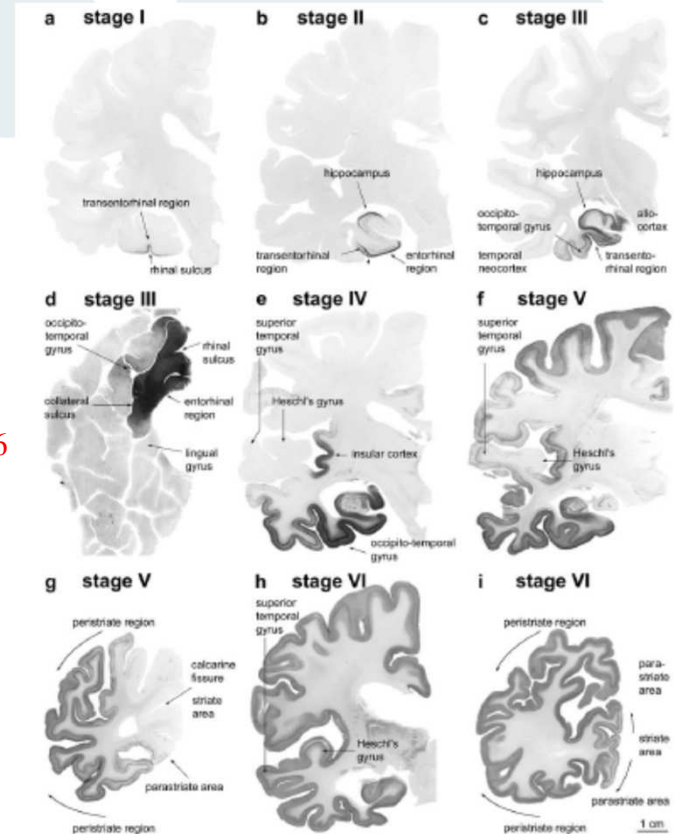 a stage I
transentorhinal region
rhinal sulcus
b stage II
hippocampus
transentorhinal
region
entorhinal
region
c stage III
hippocampus
occipito-
temporal gyrus
allo-
cortex
temporal
neocortex
transento-
rhinal region
d stage III
occipito-
temporal
gyrus
rhinal
sulcus
collateral
sulcus
entorhinal
region
lingual
gyrus
e stage IV
superior
temporal
gyrus
Heschl's gyrus
insular cortex
occipito-temporal
gyrus
f stage V
superior
temporal
gyrus
Heschl's
gyrus
6
g stage V
peristriate region
calcarine
fissure
striate
area
parastriate area
peristriate region
h stage VI
superior
temporal
gyrus
Heschl's
gyrus
i stage VI
peristriate region
para-
striate
area
striate
area
parastriate area
peristriate region
1 cm